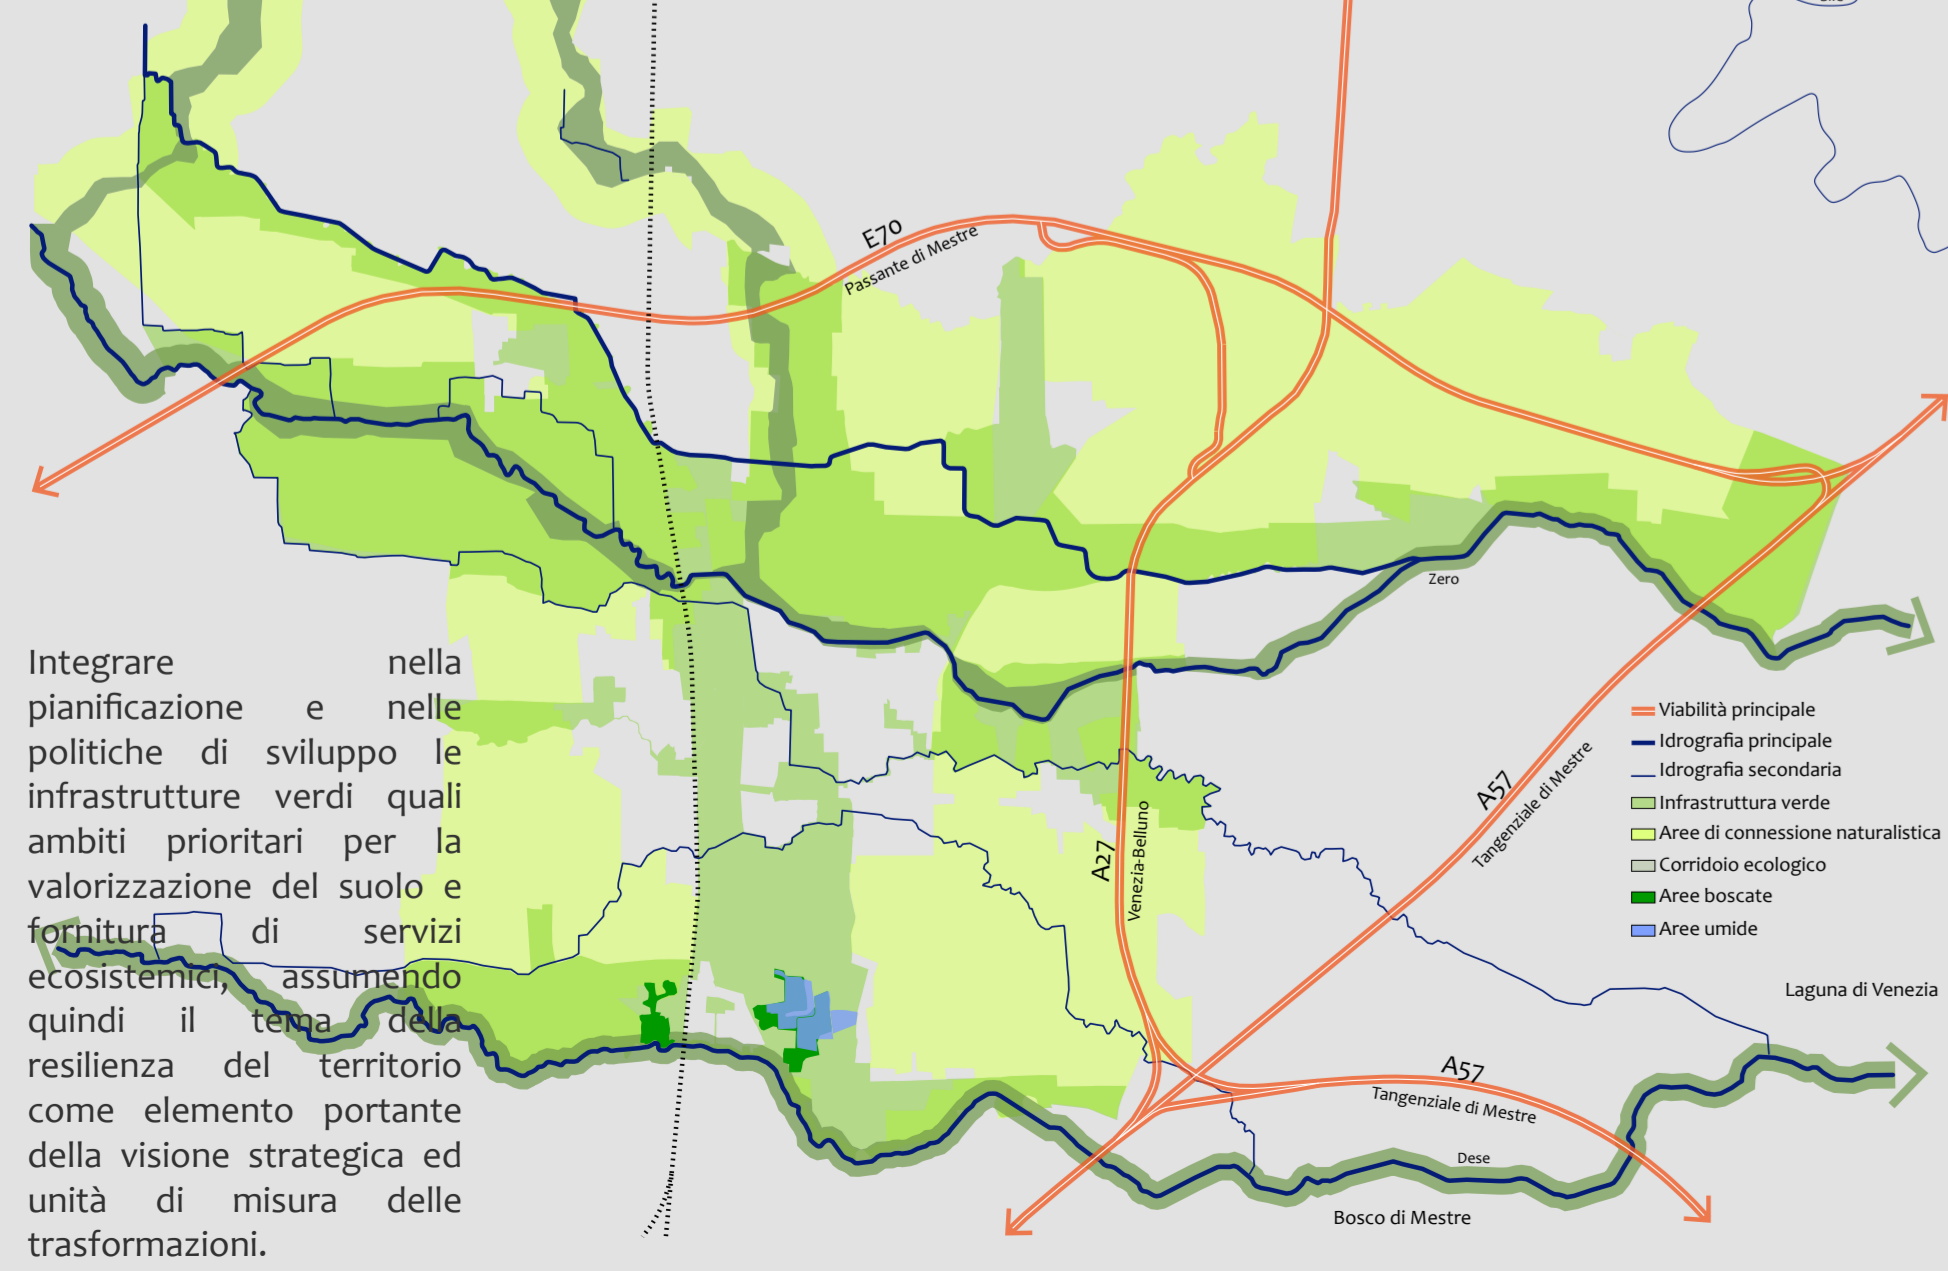 E70
Passante di Mestre
Zero
Integrare nella
pianificazione e nelle
politiche di sviluppo le
infrastrutture verdi quali
ambiti prioritari per la
valorizzazione del suolo e
fornitura di servizi
ecosistemici, assumendo
quindi il tema della
resilienza del territorio
come elemento portante
della visione strategica ed
unità di misura delle
trasformazioni.
A27
Venezia-Belluno
A57
Tangenziale di Mestre
Viabilità principale
Idrografia principale
Idrografia secondaria
Infrastruttura verde
Aree di connessione naturalistica
Corridoio ecologico
Aree boscate
Aree umide
Laguna di Venezia
A57
Tangenziale di Mestre
Dese
Bosco di Mestre